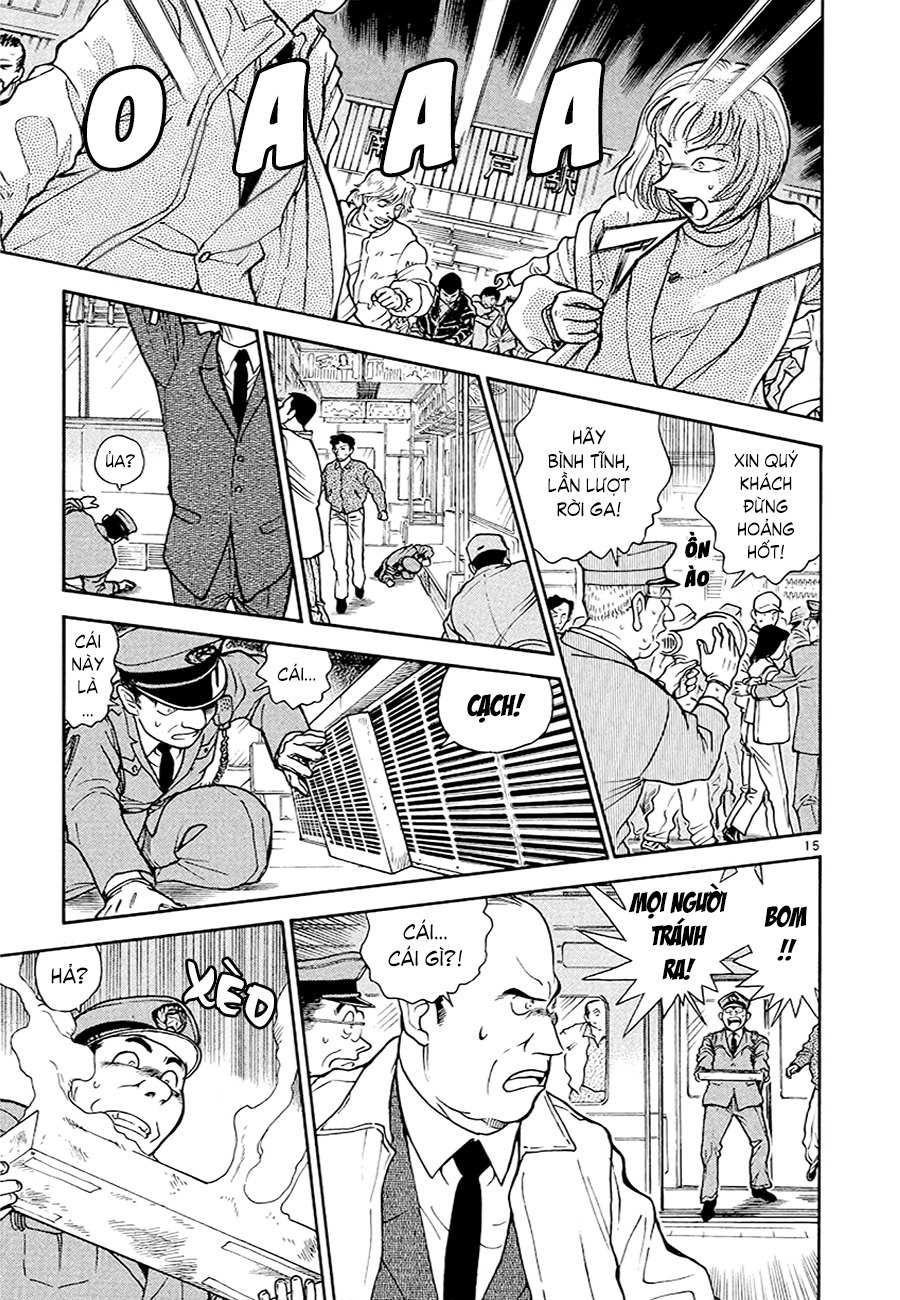 O A A A
XIN QUÝ
KHÁCH
ĐỪNG
HOẢNG
HỐT!
HÃY
BÌNH TĨNH,
LẦN LƯỢT
RỜI GA!
ỒN
ÀO
ỦA?
CẠCH!
CÁI...
CÁI
NÀY
LÀ
...
15
BOM
!!
MỌI NGƯỜI
TRÁNH
RA!
CÁI...
CÁI GÌ?!
HẢ?
XÈO